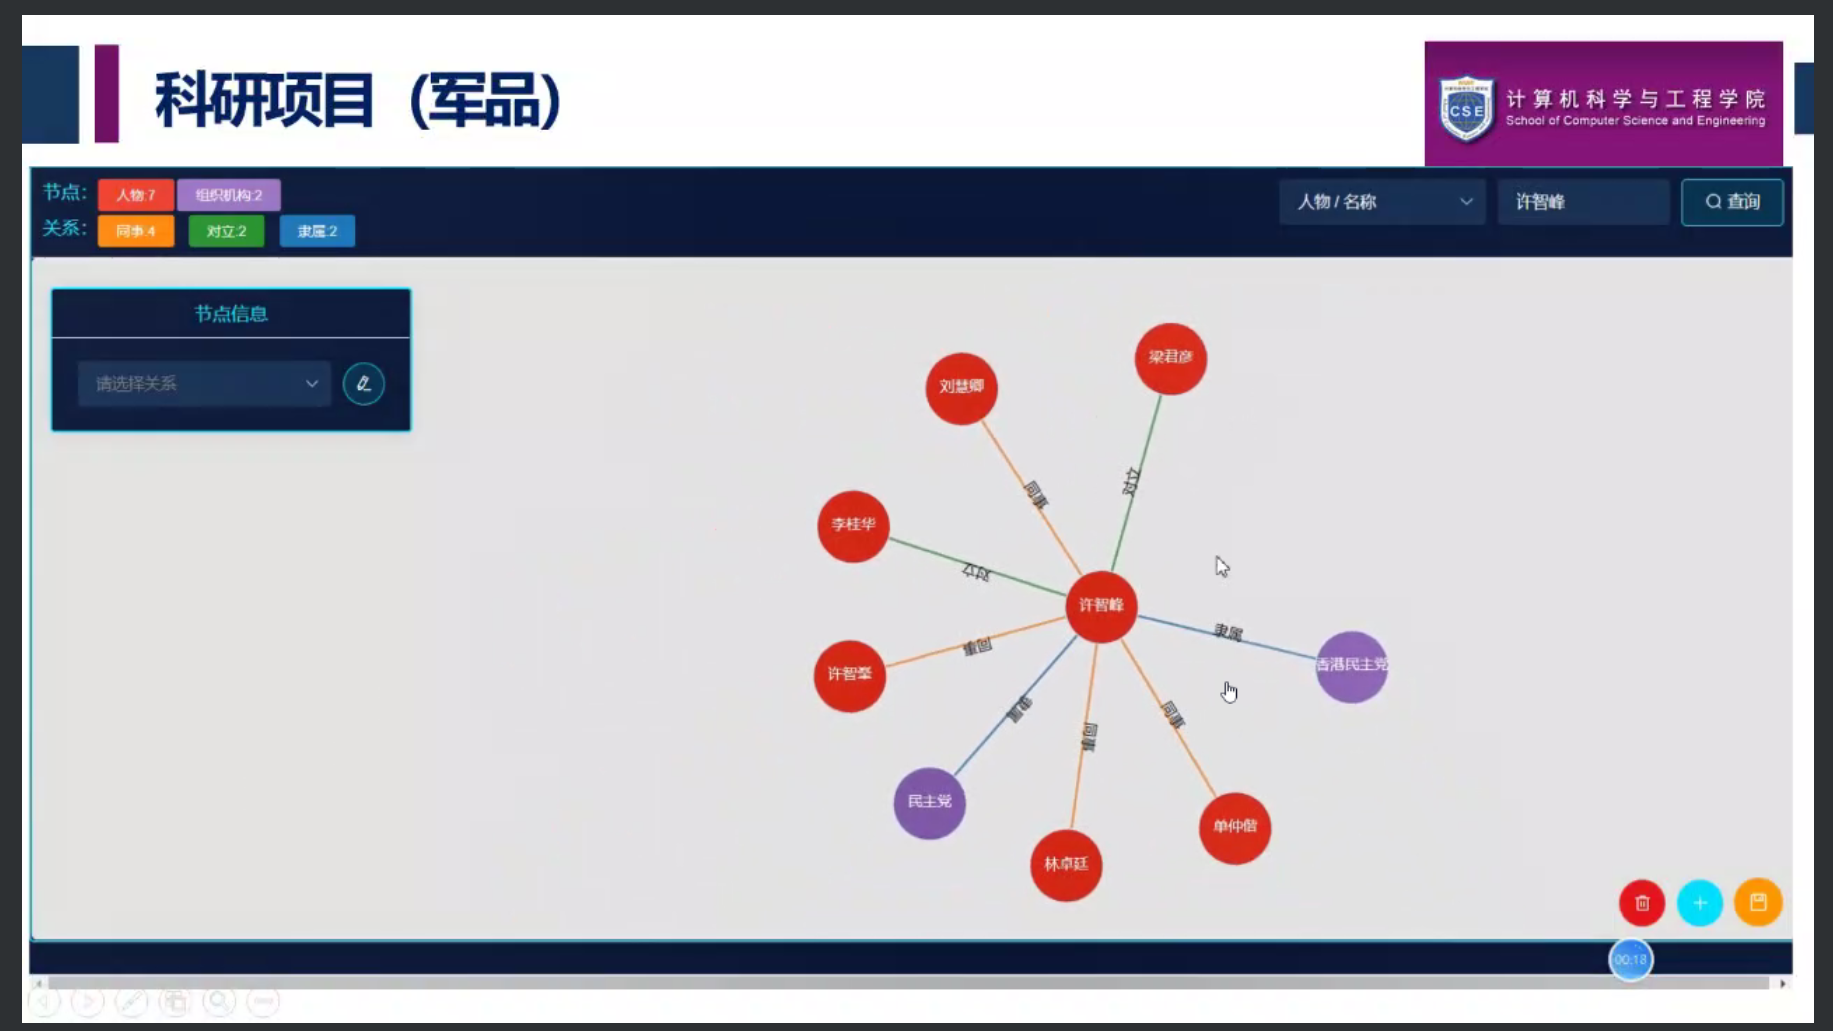 科研项目（军品）
CSE
计算机科学与工程学院
School of Computer Science and Engineering
节点:
人物:7
组织机构:2
关系:
同事:4
对立:2
隶属:2
人物 / 名称
许智峰
查询
节点信息
请选择关系
梁君彦
刘慧卿
对立
同事
李桂华
对立
许智峰
隶属
香港民主党
同事
许智峯
隶属
同事
同事
民主党
单仲偕
林卓廷
00:18